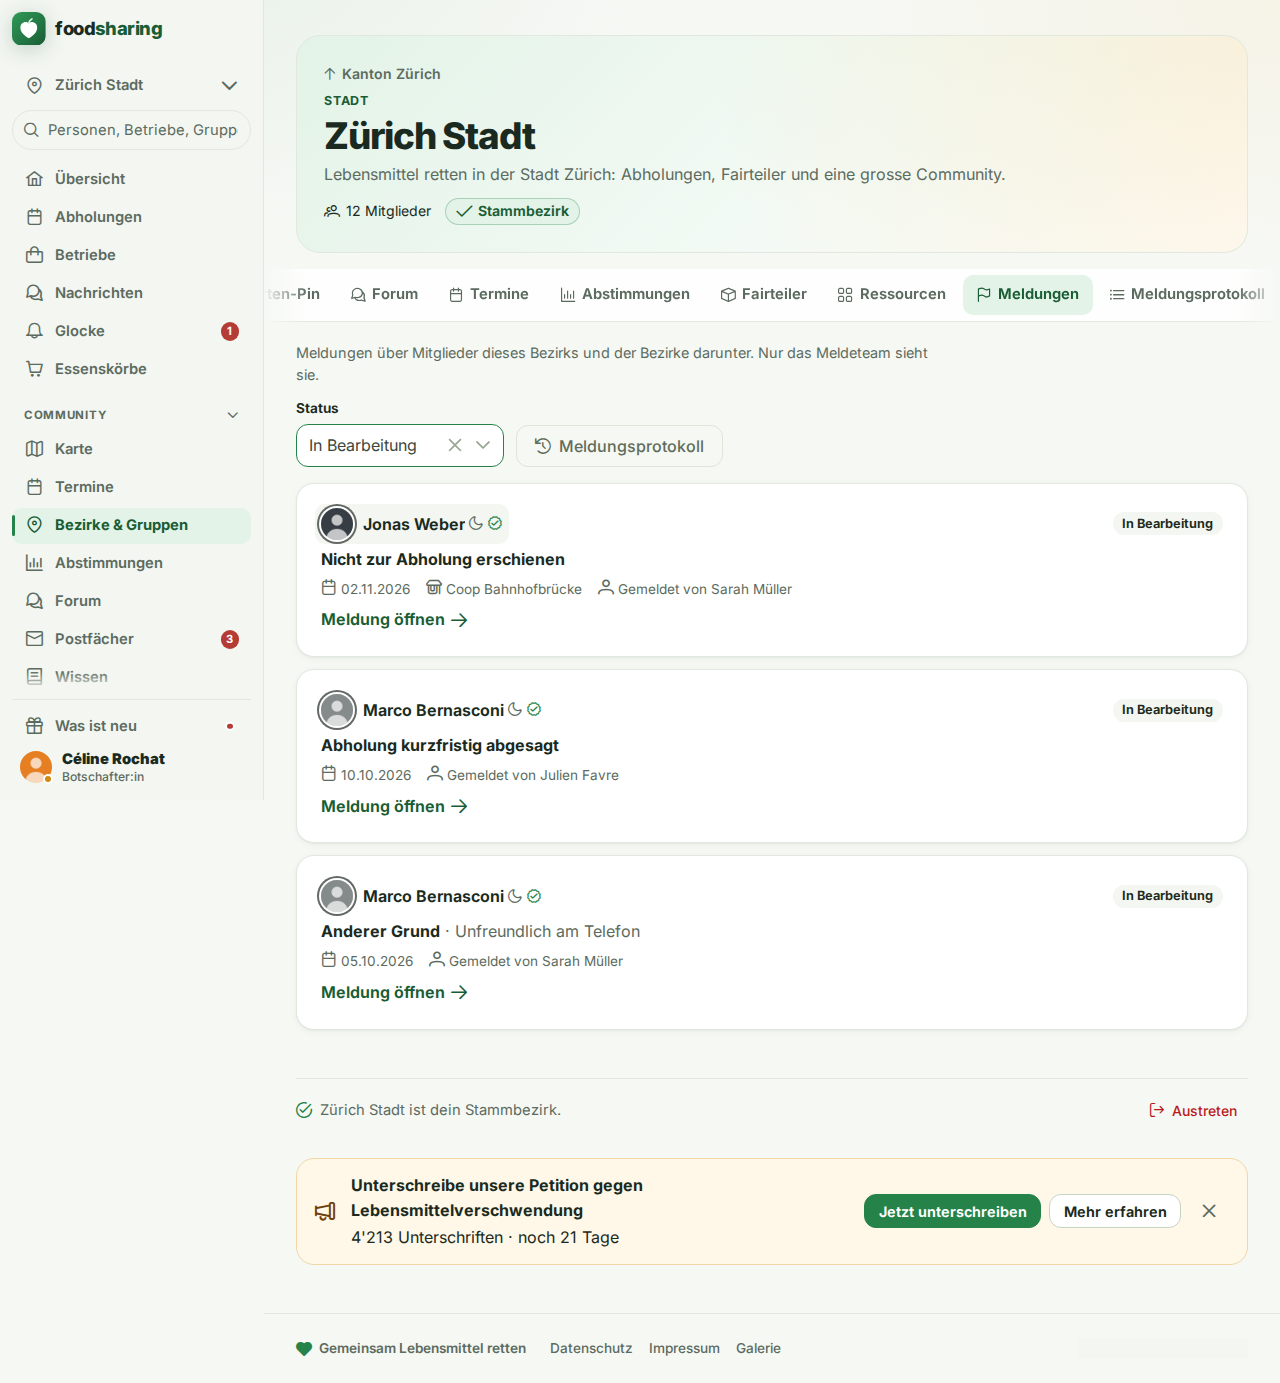 foodsharing
Zürich Stadt
Personen, Betriebe, Grupp
Übersicht
Abholungen
Betriebe
Nachrichten
Glocke 1
Essenskörbe
COMMUNITY
Karte
Termine
Bezirke & Gruppen
Abstimmungen
Forum
Postfächer 3
Wissen
Was ist neu
Céline Rochat
Botschafter:in
Kanton Zürich
STADT
Zürich Stadt
Lebensmittel retten in der Stadt Zürich: Abholungen, Fairteiler und eine grosse Community.
12 Mitglieder Stammbezirk
ten-Pin Forum Termine Abstimmungen Fairteiler Ressourcen Meldungen Meldungsprotokoll
Meldungen über Mitglieder dieses Bezirks und der Bezirke darunter. Nur das Meldeteam sieht
sie.
Status
In Bearbeitung Meldungsprotokoll
Jonas Weber In Bearbeitung
Nicht zur Abholung erschienen
02.11.2026 Coop Bahnhofbrücke Gemeldet von Sarah Müller
Meldung öffnen
Marco Bernasconi In Bearbeitung
Abholung kurzfristig abgesagt
10.10.2026 Gemeldet von Julien Favre
Meldung öffnen
Marco Bernasconi In Bearbeitung
Anderer Grund · Unfreundlich am Telefon
05.10.2026 Gemeldet von Sarah Müller
Meldung öffnen
Zürich Stadt ist dein Stammbezirk. Austreten
Unterschreibe unsere Petition gegen
Lebensmittelverschwendung
4'213 Unterschriften · noch 21 Tage
Jetzt unterschreiben Mehr erfahren
Gemeinsam Lebensmittel retten Datenschutz Impressum Galerie